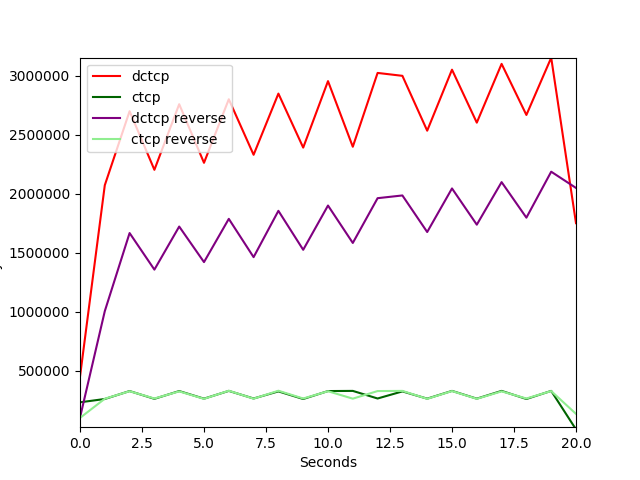 dctcp
ctcp
dctcp reverse
ctcp reverse
3000000
2500000
2000000
1500000
1000000
500000
0.0 2.5 5.0 7.5 10.0 12.5 15.0 17.5 20.0
Seconds